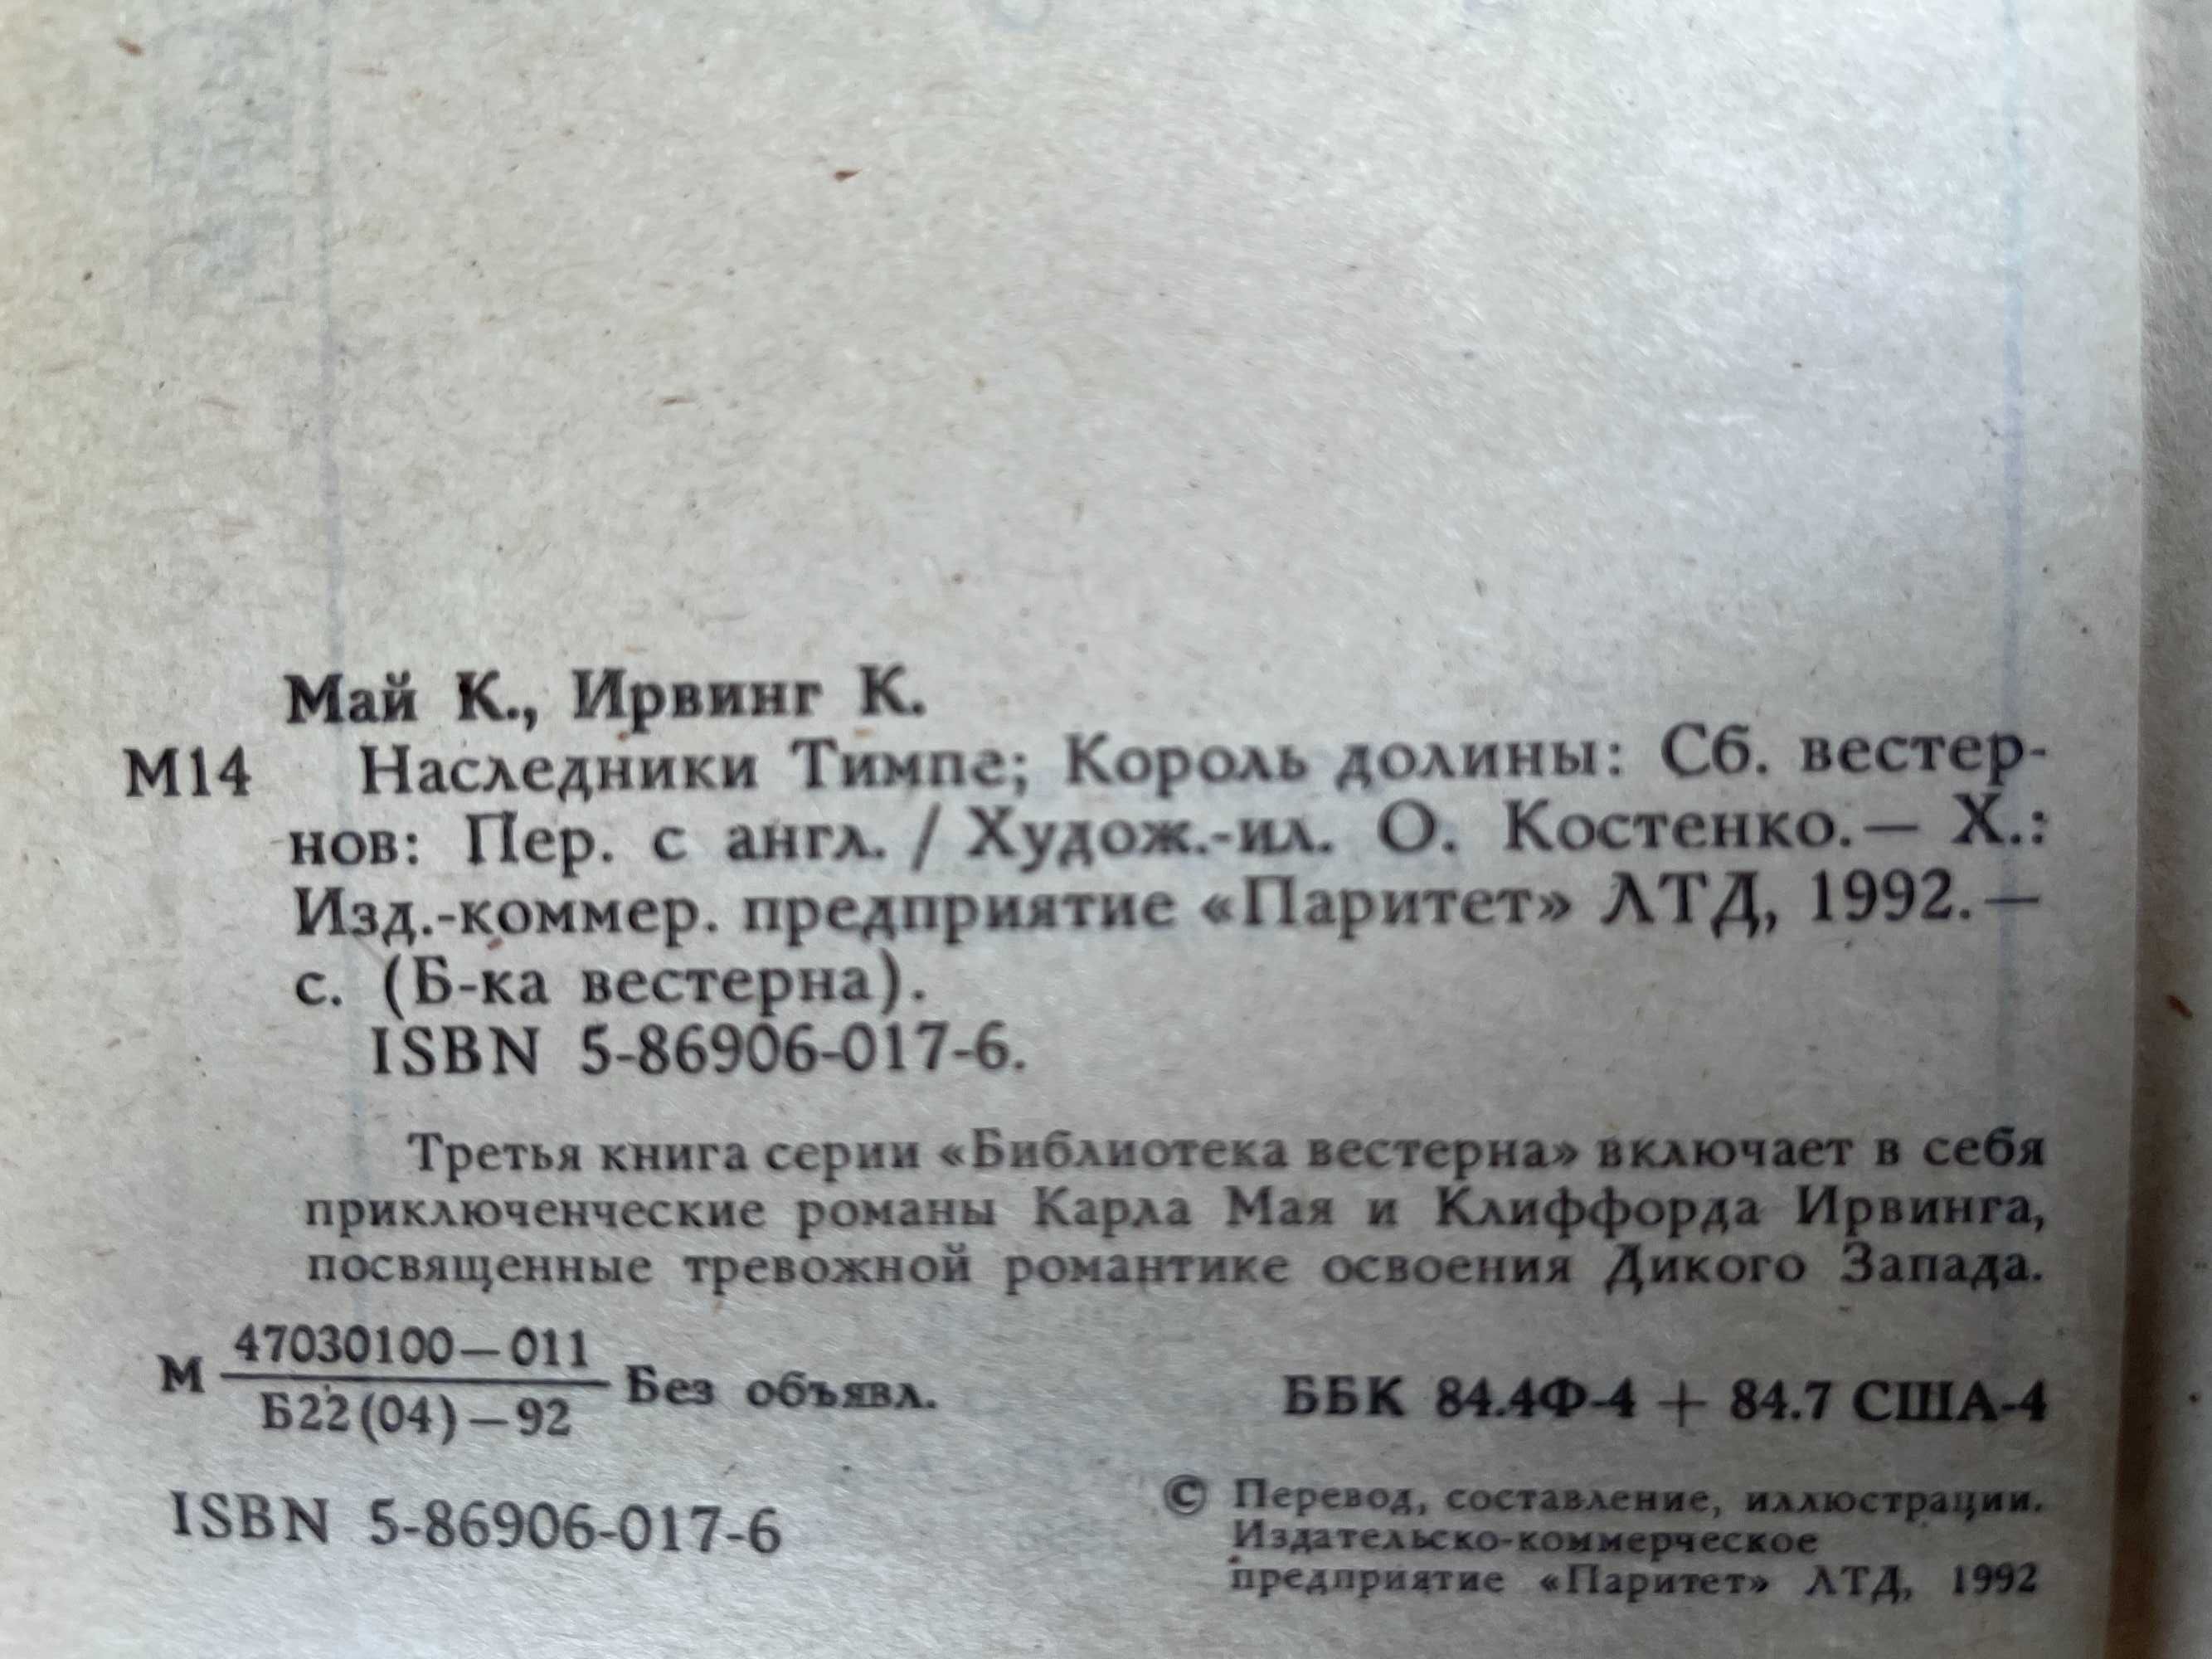 Май К., Ирвинг К.
М14 Наследники Тимпе; Король долины: Сб. вестер-
нов: Пер. с англ. / Худож.-ил. О. Костенко.— Х.:
Изд.-коммер. предприятие «Паритет» ЛТД, 1992.—
с. (Б-ка вестерна).
ISBN 5-86906-017-6.
Третья книга серии «Библиотека вестерна» включает в себя
приключенческие романы Карла Мая и Клиффорда Ирвинга,
посвященные тревожной романтике освоения Дикого Запада.
47030100—011
М Без объявл. ББК 84.4Ф-4 + 84.7 США-4
Б22(04)—92
ISBN 5-86906-017-6
© Перевод, составление, иллюстрации.
Издательско-коммерческое
предприятие «Паритет» ЛТД, 1992